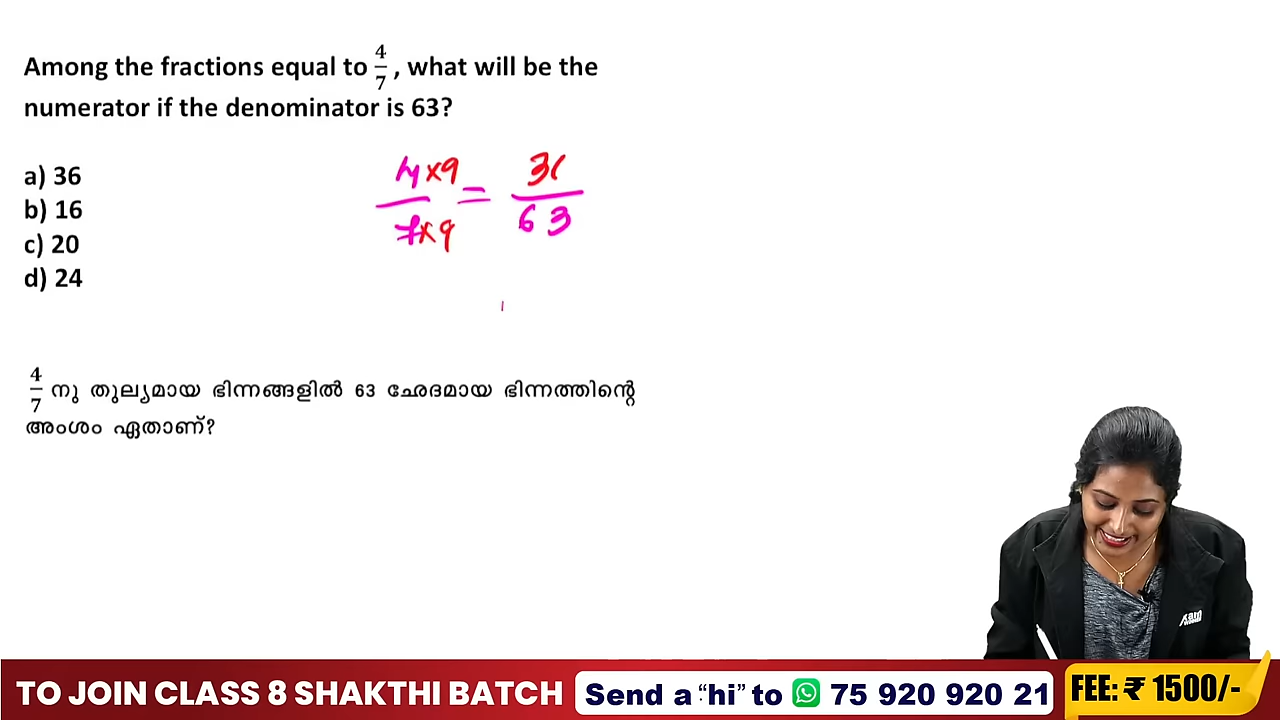 Among the fractions equal to 4/7, what will be the
numerator if the denominator is 63?
a) 36
b) 16
c) 20
d) 24
4×9/7×9 = 3/63
4/7 നു തുല്യമായ ഭിന്നങ്ങളിൽ 63 ഛേദമായ ഭിന്നത്തിന്റെ
അംശം ഏതാണ്?
TO JOIN CLASS 8 SHAKTHI BATCH
Send a “hi” to 75 920 920 21
FEE: ₹ 1500/-